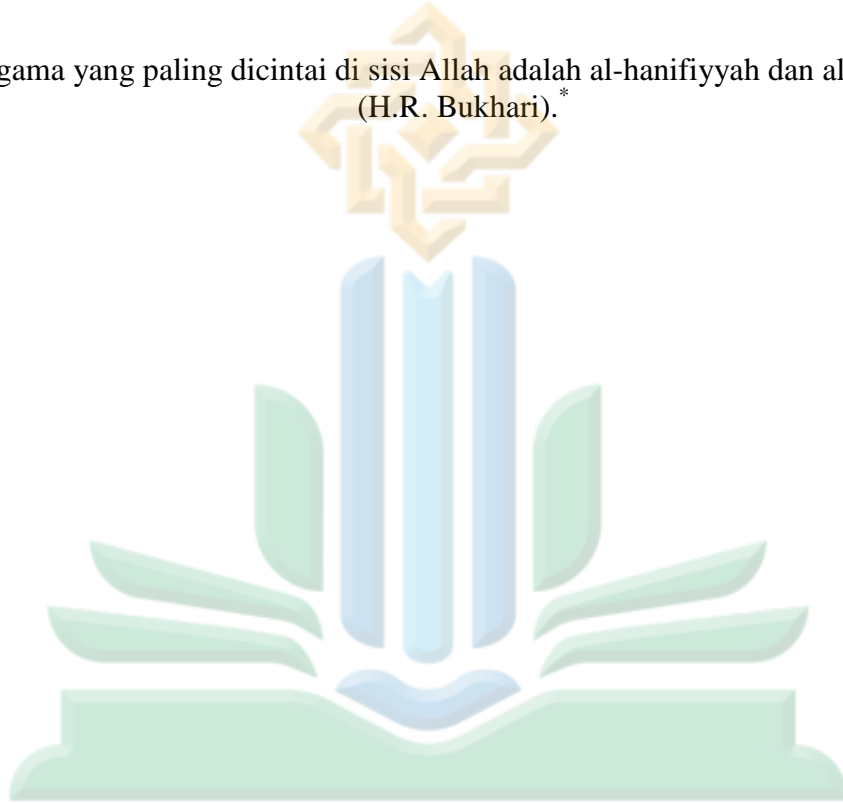 gama yang paling dicintai di sisi Allah adalah al-hanifiyyah dan al
(H.R. Bukhari).*